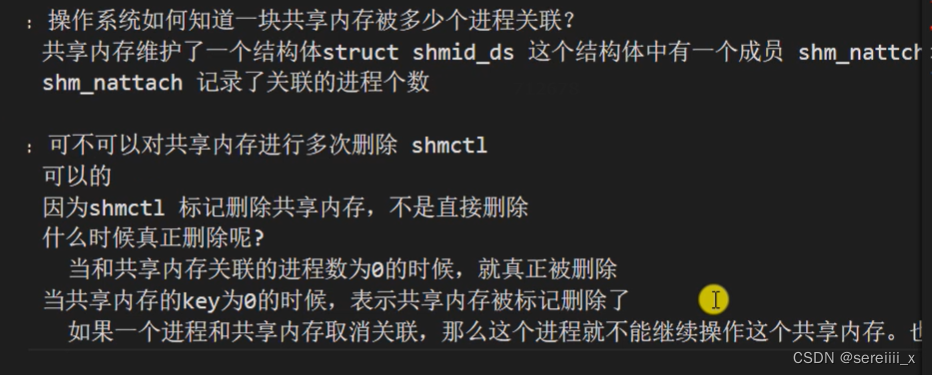 : 操作系统如何知道一块共享内存被多少个进程关联?
共享内存维护了一个结构体struct shmid_ds 这个结构体中有一个成员 shm_nattch
shm_nattach 记录了关联的进程个数
: 可不可以对共享内存进行多次删除 shmctl
可以的
因为shmctl 标记删除共享内存，不是直接删除
什么时候真正删除呢?
当和共享内存关联的进程数为0的时候，就真正被删除
当共享内存的key为0的时候，表示共享内存被标记删除了
如果一个进程和共享内存取消关联，那么这个进程就不能继续操作这个共享内存。也
CSDN @sereiiii_x